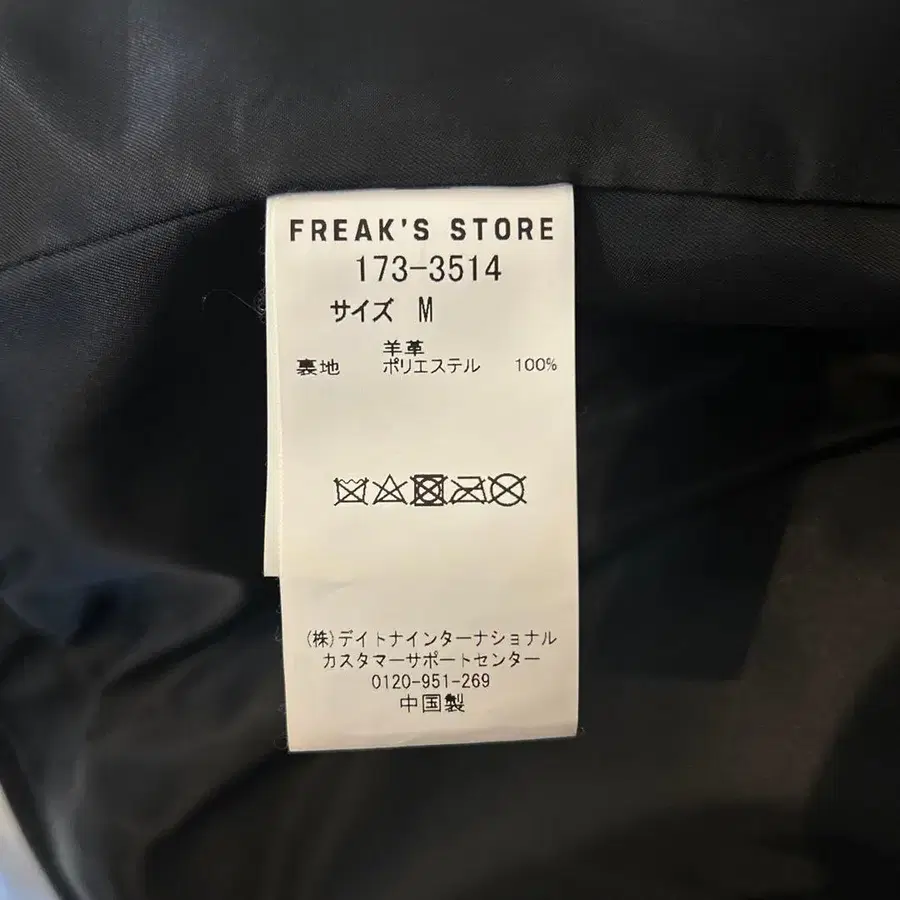 FREAK'S STORE
173-3514
サイズ M
羊革
裏地 ポリエステル 100%
(株)デイトナインターナショナル
カスタマーサポートセンター
0120-951-269
中国製